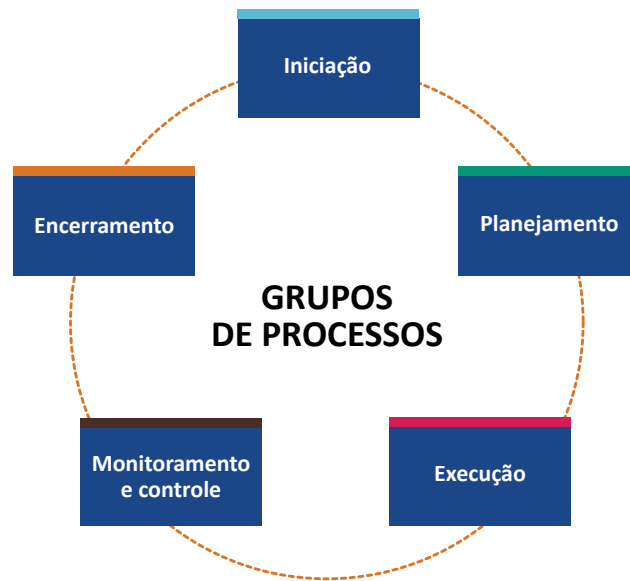 Iniciação
Encerramento
Planejamento
GRUPOS
DE PROCESSOS
Monitoramento
e controle
Execução